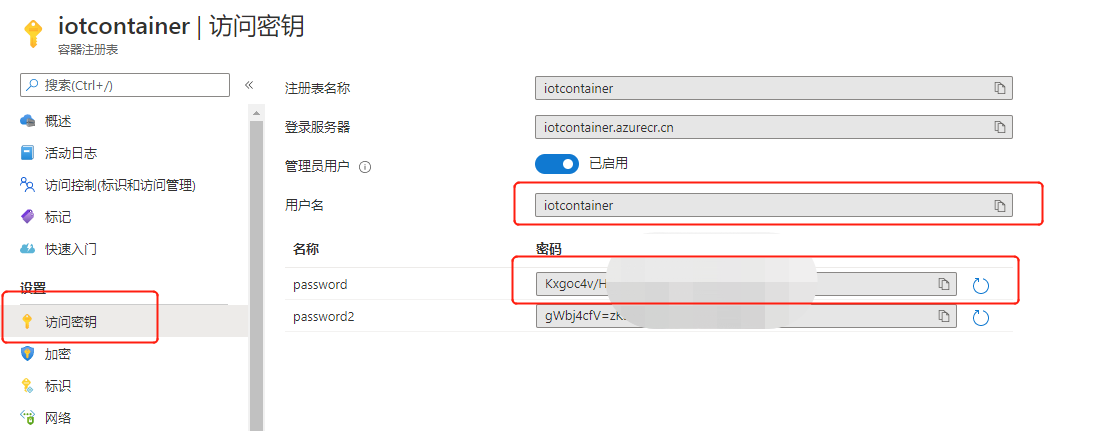 iotcontainer | 访问密钥
容器注册表
搜索(Ctrl+/)
«
概述
活动日志
访问控制(标识和访问管理)
标记
快速入门
设置
访问密钥
加密
标识
网络
注册表名称
iotcontainer
登录服务器
iotcontainer.azurecr.cn
管理员用户
已启用
用户名
iotcontainer
名称 密码
password Kxgoc4v/H
password2 gWbj4cfV=zK